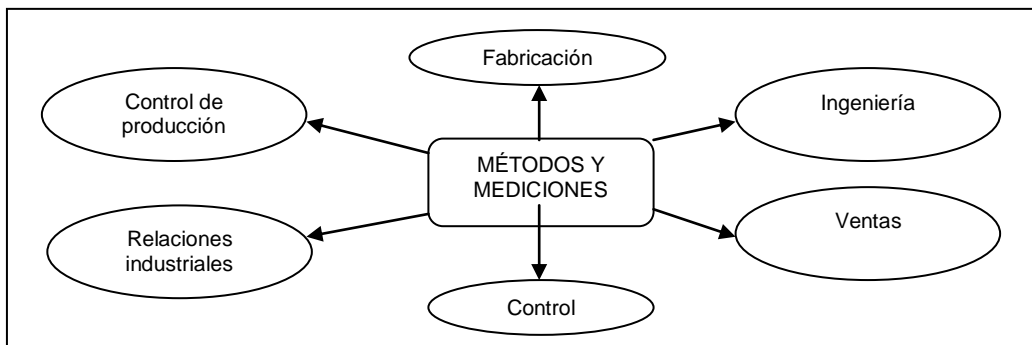 Fabricación
Control de
producción
Ingeniería
MÉTODOS Y
MEDICIONES
Relaciones
industriales
Ventas
Control